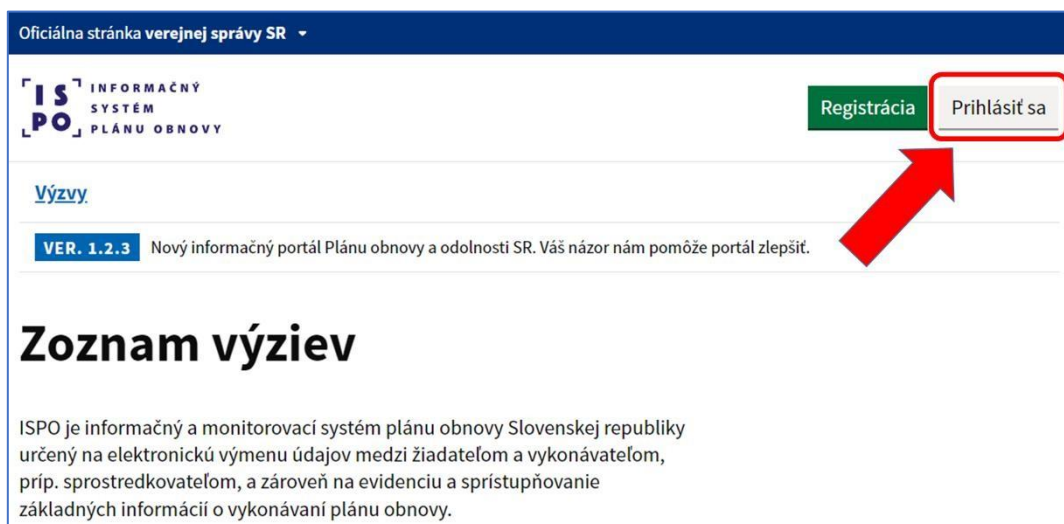 Oficiálna stránka verejnej správy SR
IS INFORMAČNÝ
SYSTÉM
PO PLÁNU OBNOVY
Registrácia Prihlásiť sa
Výzvy
VER. 1.2.3 Nový informačný portál Plánu obnovy a odolnosti SR. Váš názor nám pomôže portál zlepšiť.
Zoznam výziev
ISPO je informačný a monitorovací systém plánu obnovy Slovenskej republiky
určený na elektronickú výmenu údajov medzi žiadateľom a vykonávateľom,
príp. sprostredkovateľom, a zároveň na evidenciu a sprístupňovanie
základných informácií o vykonávaní plánu obnovy.